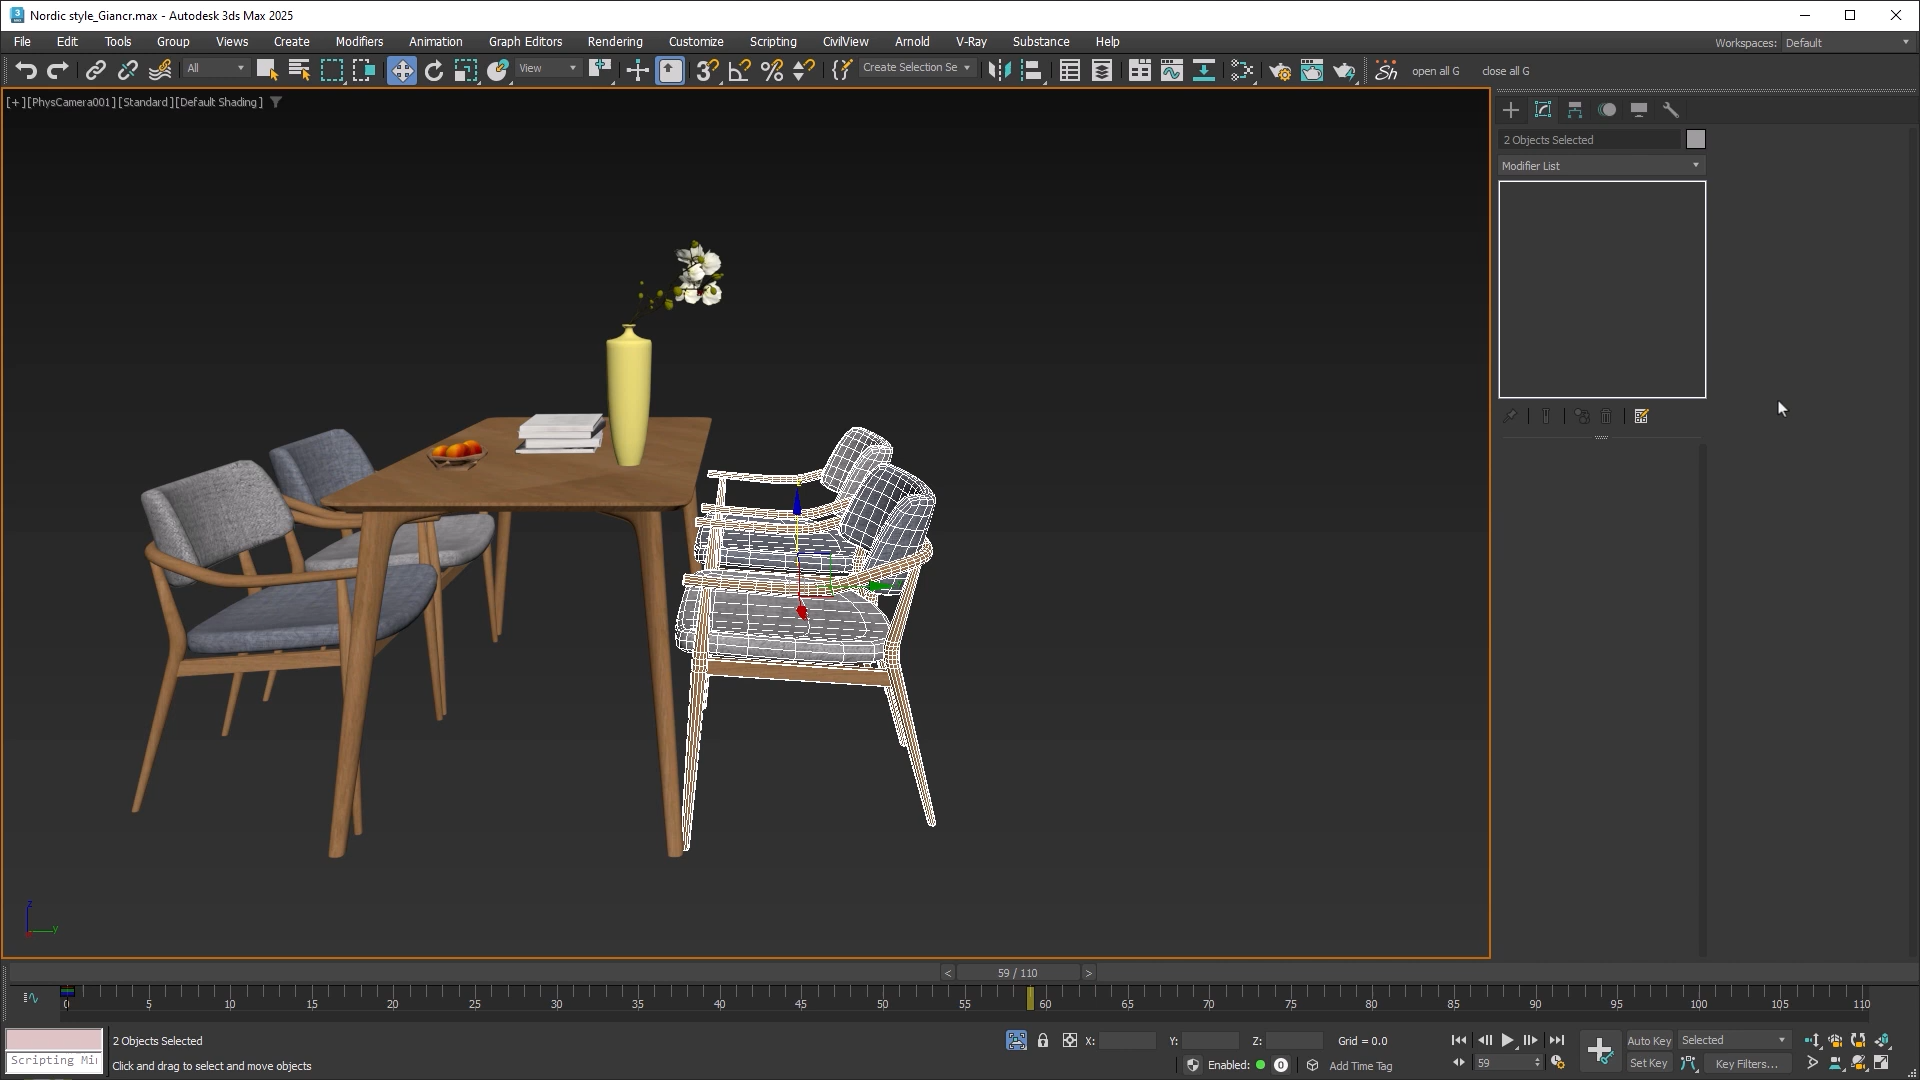 Nordic style_Giancr.max - Autodesk 3ds Max 2025
File Edit Tools Group Views Create Modifiers Animation Graph Editors Rendering Customize Scripting CivilView Arnold V-Ray Substance Help
Workspaces: Default
All View Create Selection Se open all G close all G
[+][PhysCamera001][Standard][Default Shading]
2 Objects Selected
Modifier List
z
y
< 59 / 110 >
0 5 10 15 20 25 30 35 40 45 50 55 60 65 70 75 80 85 90 95 100 105 110
2 Objects Selected X: Y: Z: Grid = 0.0 Auto Key Selected
Scripting Mi Click and drag to select and move objects Enabled: 0 Add Time Tag 59 Set Key Key Filters...